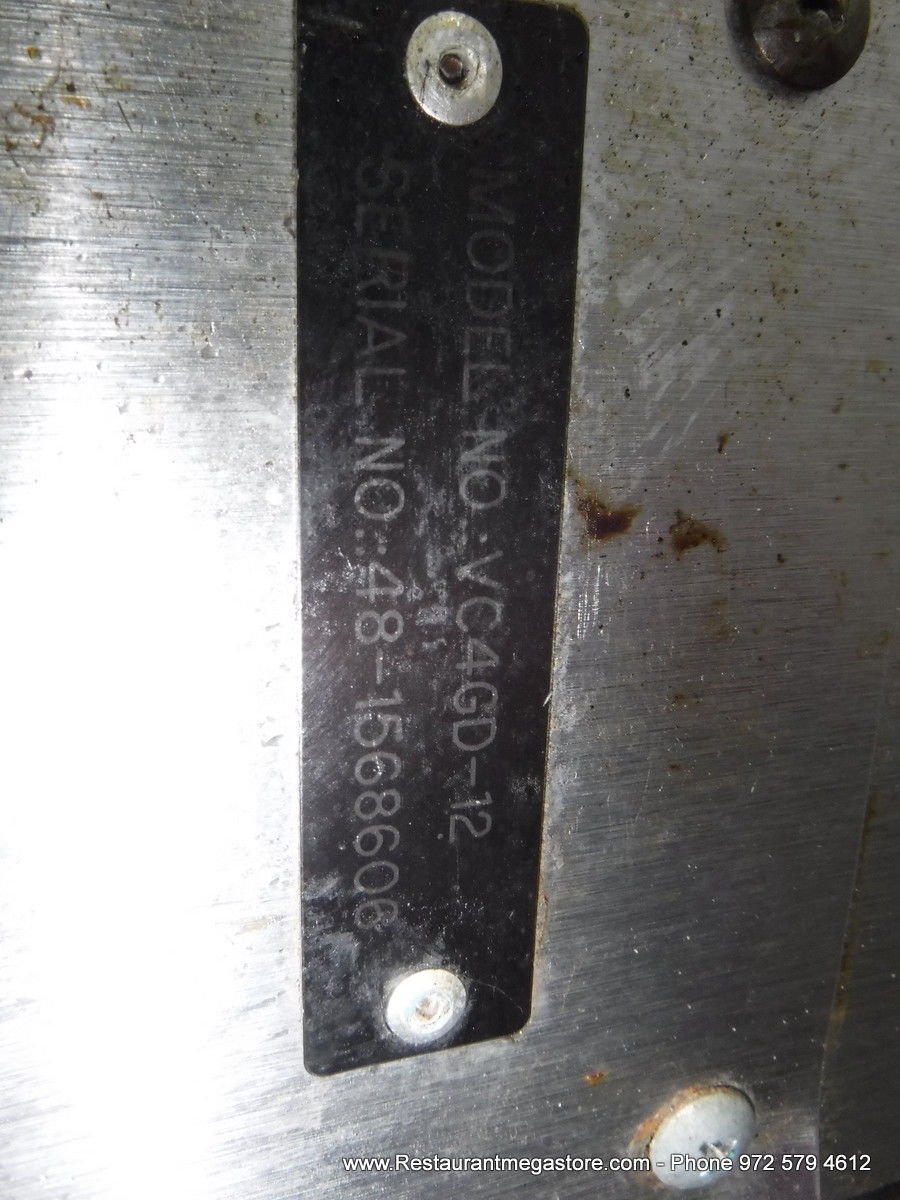 MODEL NO.:VC4GD-12
SERIAL NO.:48-1568606
www.Restaurantmegastore.com - Phone 972 579 4612